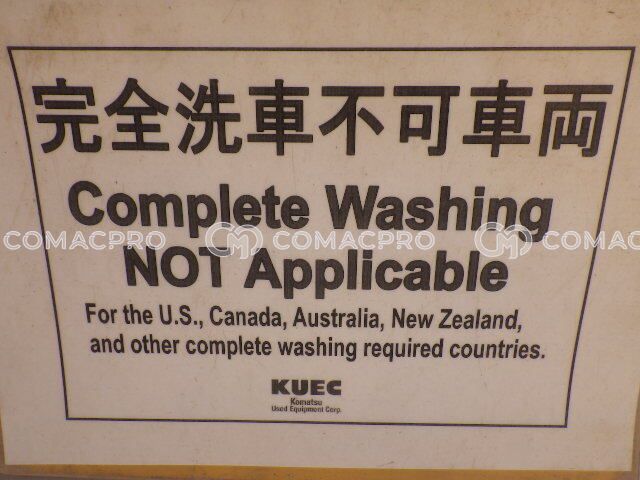 完全洗車不可車両
Complete Washing
NOT Applicable
COMACPRO COMACPRO COMAC
For the U.S., Canada, Australia, New Zealand,
and other complete washing required countries.
KUEC
Komatsu
Used Equipment Corp.